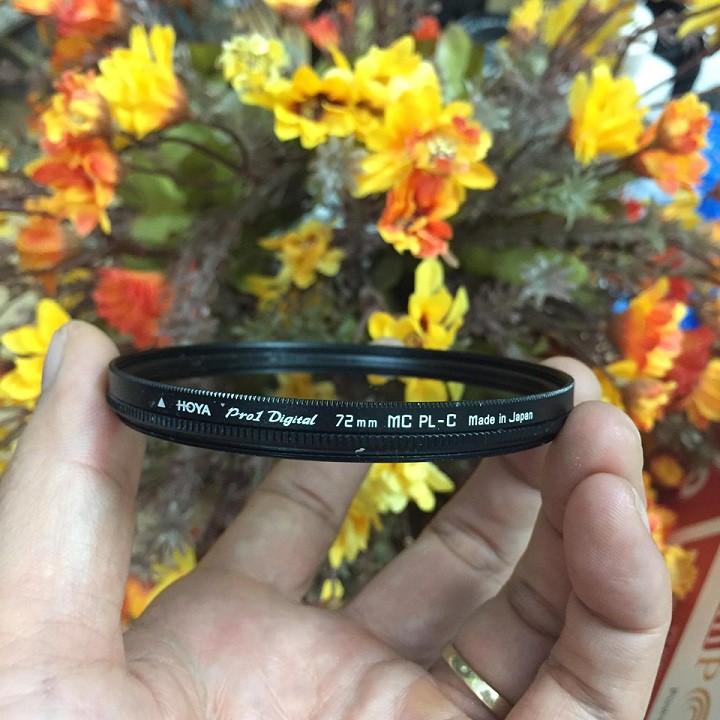 ▲ HOYA Pro1 Digital 72mm MC PL-C Made in Japan